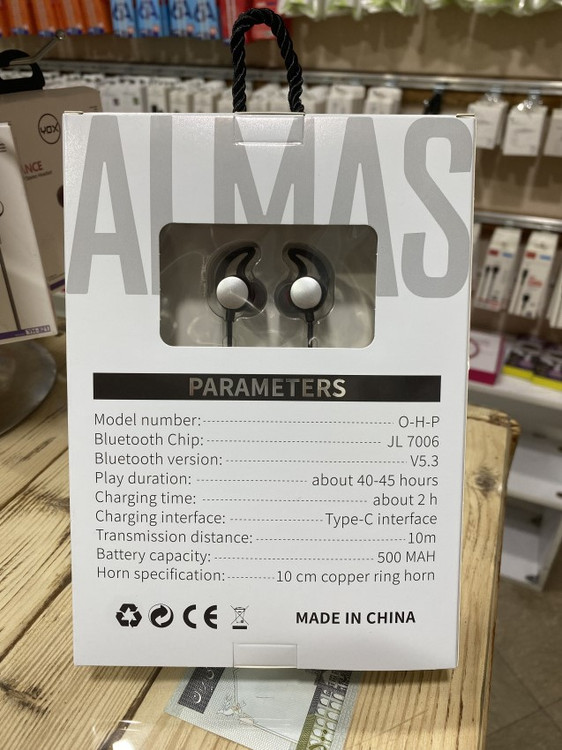 ALMAS
YOX
PARAMETERS
Model number: O-H-P
Bluetooth Chip: JL 7006
Bluetooth version: V5.3
Play duration: about 40-45 hours
Charging time: about 2 h
Charging interface: Type-C interface
Transmission distance: 10m
Battery capacity: 500 MAH
Horn specification: 10 cm copper ring horn
CE
MADE IN CHINA